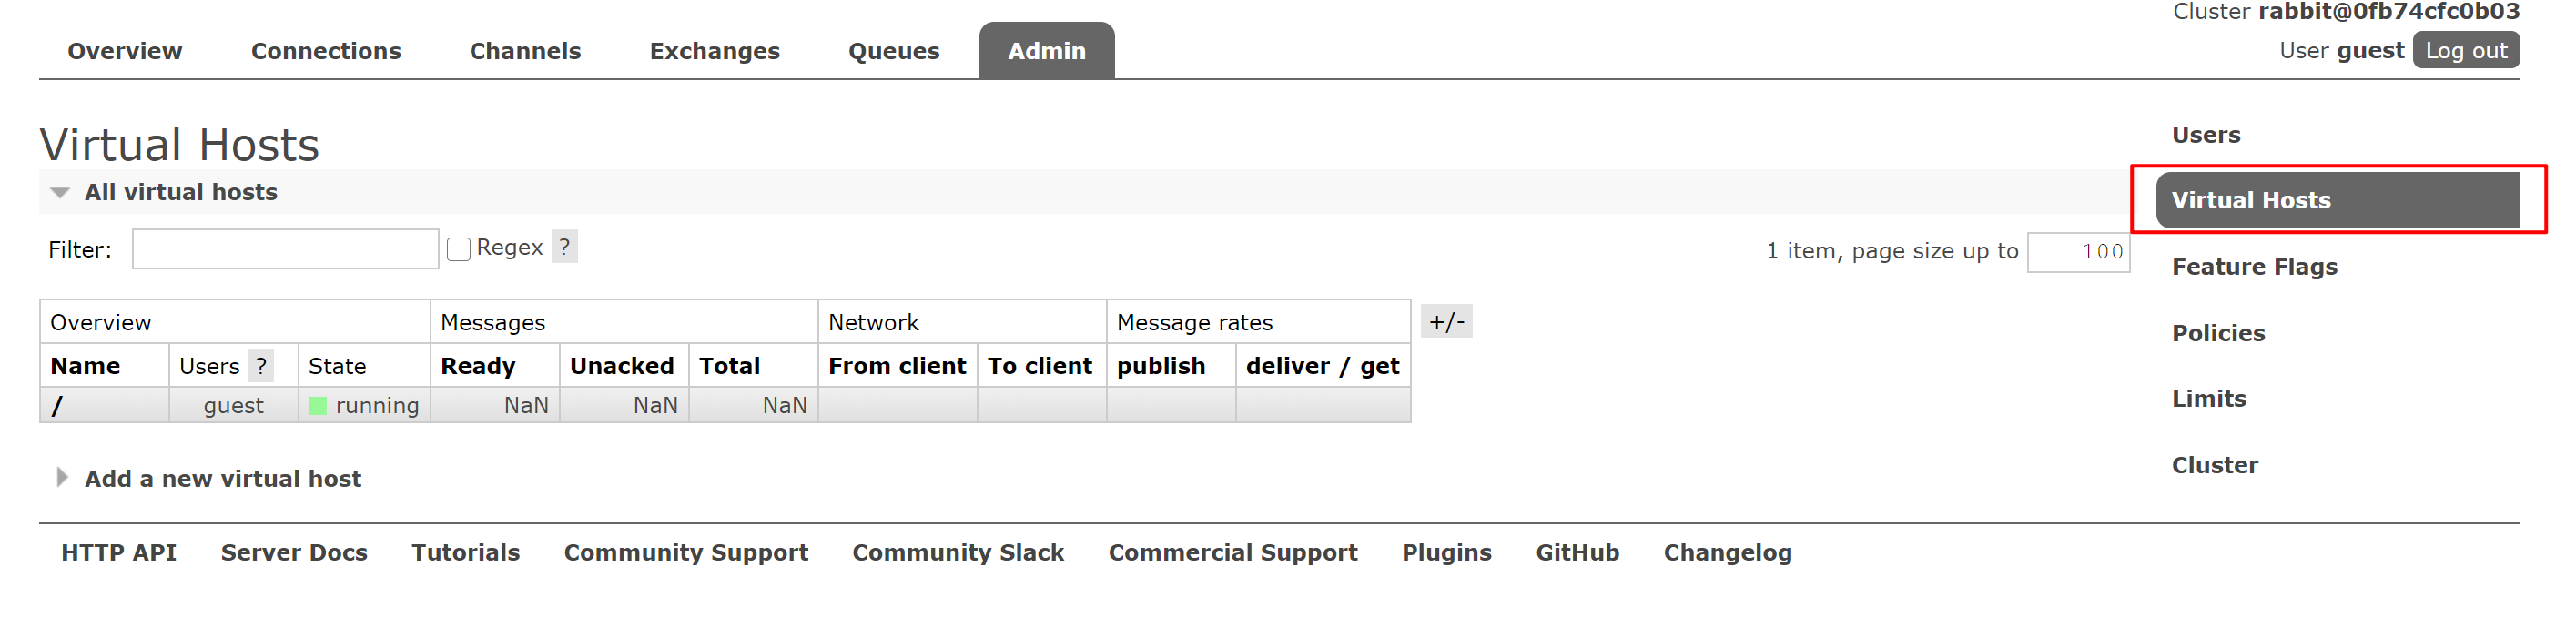 Cluster rabbit@0fb74cfc0b03
Overview Connections Channels Exchanges Queues Admin
User guest Log out
Virtual Hosts
All virtual hosts
Filter: Regex ?
1 item, page size up to 100
Overview Messages Network Message rates +/-
Name Users ? State Ready Unacked Total From client To client publish deliver / get
/ guest running NaN NaN NaN
Add a new virtual host
Users
Virtual Hosts
Feature Flags
Policies
Limits
Cluster
HTTP API Server Docs Tutorials Community Support Community Slack Commercial Support Plugins GitHub Changelog